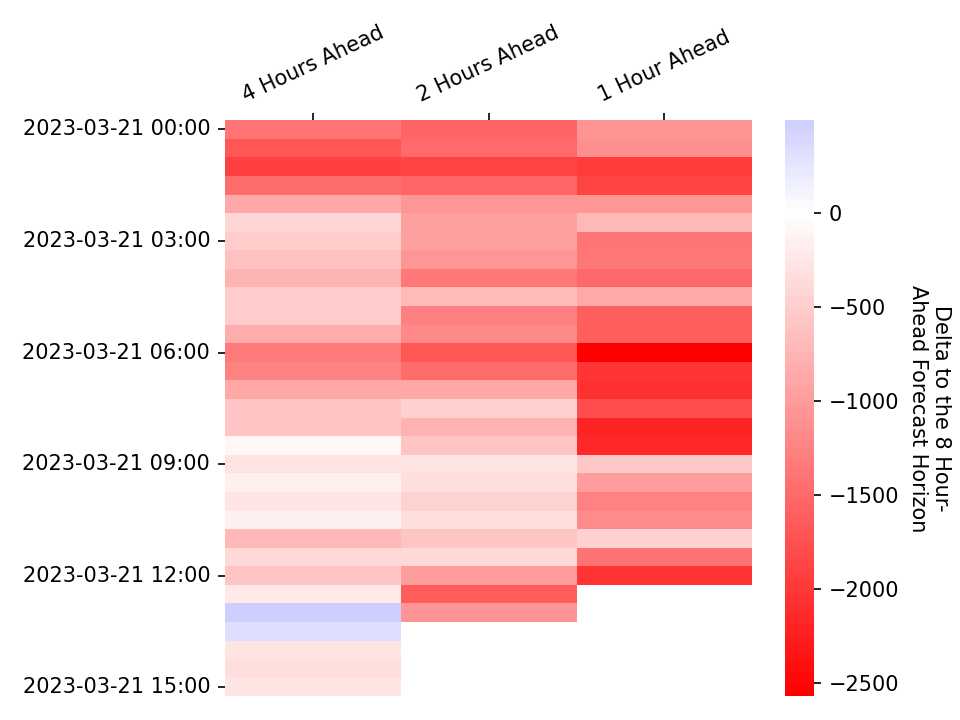 4 Hours Ahead
2 Hours Ahead
1 Hour Ahead
2023-03-21 00:00
2023-03-21 03:00
2023-03-21 06:00
2023-03-21 09:00
2023-03-21 12:00
2023-03-21 15:00
0
−500
−1000
−1500
−2000
−2500
Delta to the 8 Hour-
Ahead Forecast Horizon